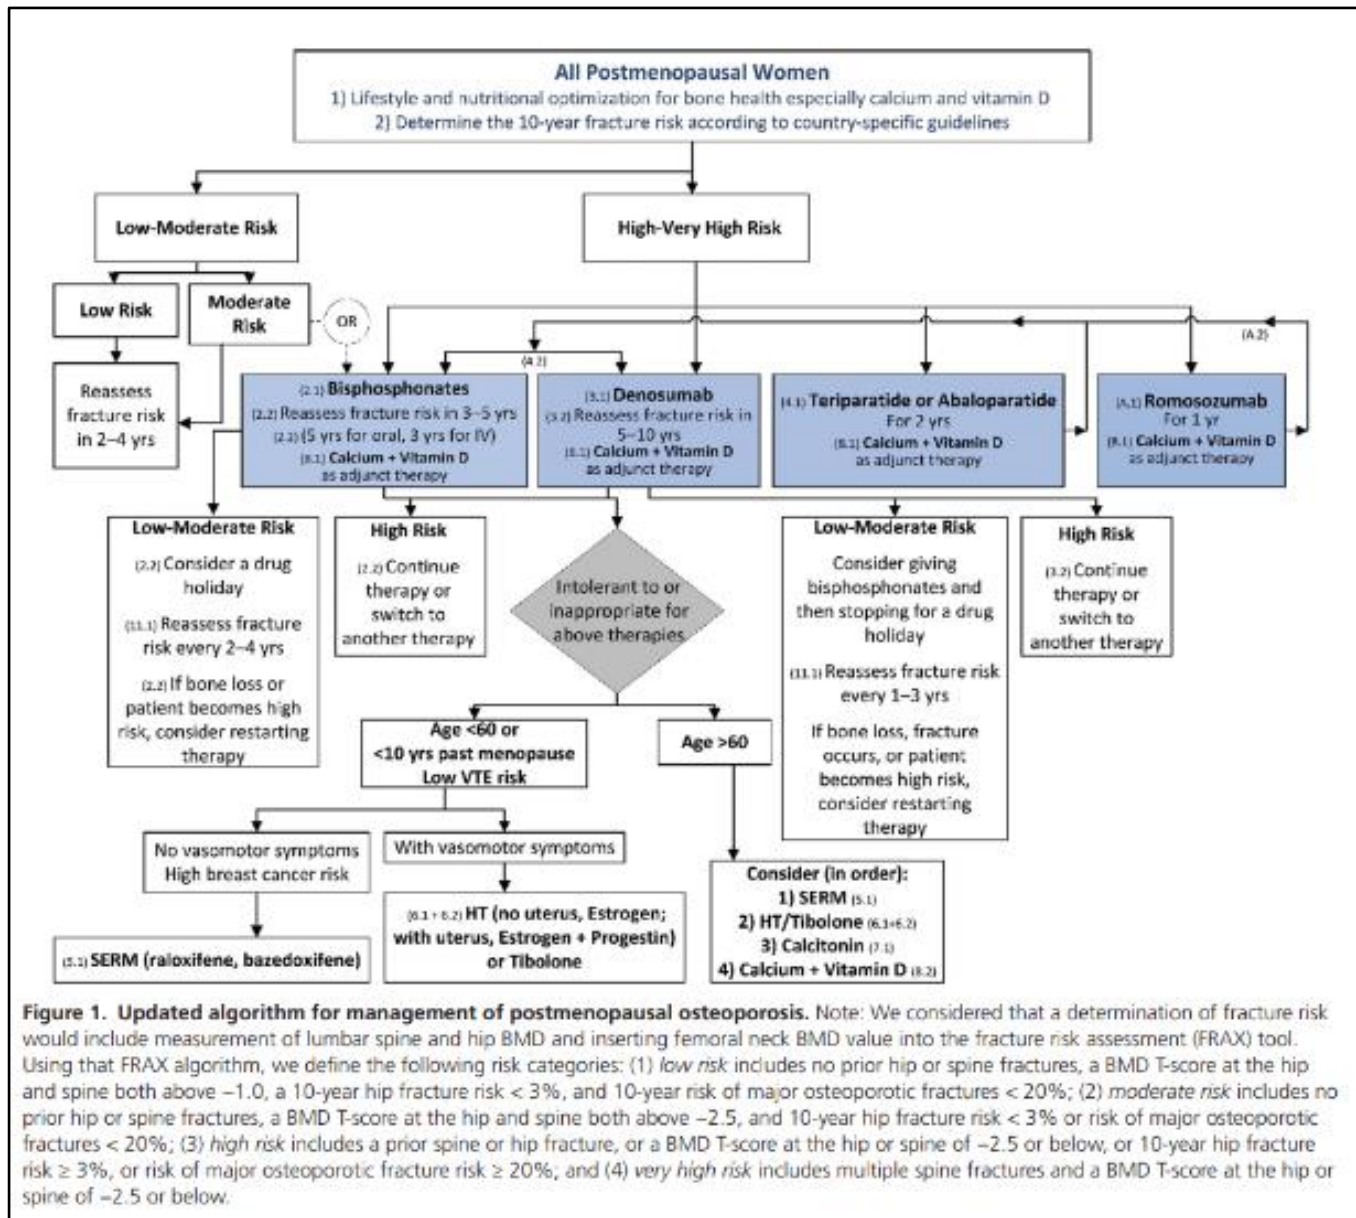 All Postmenopausal Women
1) Lifestyle and nutritional optimization for bone health especially calcium and vitamin D
2) Determine the 10-year fracture risk according to country-specific guidelines
Low-Moderate Risk
High-Very High Risk
Low Risk
Moderate
Risk
OR
Reassess
fracture risk
in 2–4 yrs
(A.2)
(A.2)
(2.1) Bisphosphonates
(2.2) Reassess fracture risk in 3–5 yrs
(2.2) (5 yrs for oral, 3 yrs for IV)
(8.1) Calcium + Vitamin D
as adjunct therapy
(3.1) Denosumab
(3.2) Reassess fracture risk in
5–10 yrs
(8.1) Calcium + Vitamin D
as adjunct therapy
(4.1) Teriparatide or Abaloparatide
For 2 yrs
(8.1) Calcium + Vitamin D
as adjunct therapy
(A.1) Romosozumab
For 1 yr
(8.1) Calcium + Vitamin D
as adjunct therapy
Low-Moderate Risk
(2.2) Consider a drug
holiday
(11.1) Reassess fracture
risk every 2–4 yrs
(2.2) If bone loss or
patient becomes high
risk, consider restarting
therapy
High Risk
(2.2) Continue
therapy or
switch to
another therapy
Intolerant to or
inappropriate for
above therapies
Low-Moderate Risk
Consider giving
bisphosphonates and
then stopping for a drug
holiday
(11.1) Reassess fracture risk
every 1–3 yrs
If bone loss, fracture
occurs, or patient
becomes high risk,
consider restarting
therapy
High Risk
(3.2) Continue
therapy or
switch to
another therapy
Age <60 or
<10 yrs past menopause
Low VTE risk
Age >60
No vasomotor symptoms
High breast cancer risk
With vasomotor symptoms
(5.1) SERM (raloxifene, bazedoxifene)
(6.1 + 6.2) HT (no uterus, Estrogen;
with uterus, Estrogen + Progestin)
or Tibolone
Consider (in order):
1) SERM (5.1)
2) HT/Tibolone (6.1+6.2)
3) Calcitonin (7.1)
4) Calcium + Vitamin D (8.2)
Figure 1. Updated algorithm for management of postmenopausal osteoporosis. Note: We considered that a determination of fracture risk
would include measurement of lumbar spine and hip BMD and inserting femoral neck BMD value into the fracture risk assessment (FRAX) tool.
Using that FRAX algorithm, we define the following risk categories: (1) low risk includes no prior hip or spine fractures, a BMD T-score at the hip
and spine both above −1.0, a 10-year hip fracture risk < 3%, and 10-year risk of major osteoporotic fractures < 20%; (2) moderate risk includes no
prior hip or spine fractures, a BMD T-score at the hip and spine both above −2.5, and 10-year hip fracture risk < 3% or risk of major osteoporotic
fractures < 20%; (3) high risk includes a prior spine or hip fracture, or a BMD T-score at the hip or spine of −2.5 or below, or 10-year hip fracture
risk ≥ 3%, or risk of major osteoporotic fracture risk ≥ 20%; and (4) very high risk includes multiple spine fractures and a BMD T-score at the hip or
spine of −2.5 or below.